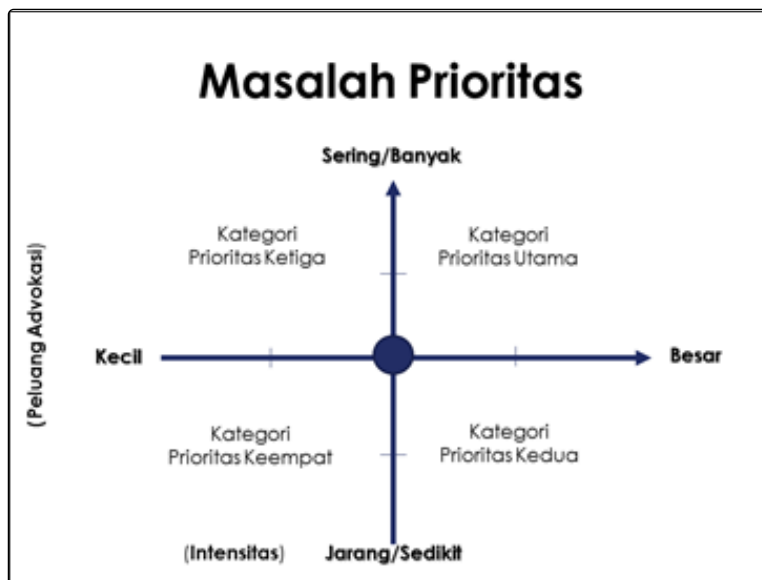 Masalah Prioritas
Sering/Banyak
Kategori
Prioritas Ketiga
Kategori
Prioritas Utama
(Peluang Advokasi)
Kecil
Besar
Kategori
Prioritas Keempat
Kategori
Prioritas Kedua
(Intensitas)
Jarang/Sedikit